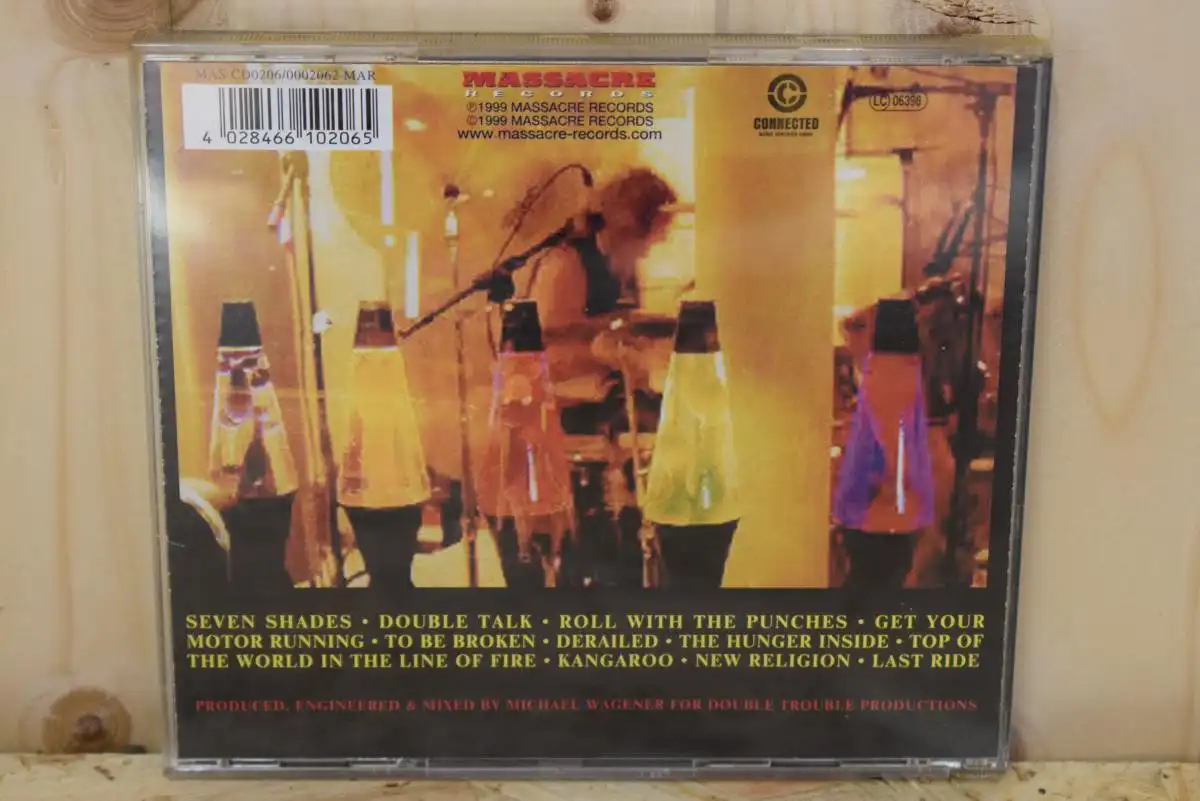 MAS CD0206/0002062 MAR
4 028466 102065
MASSACRE
RECORDS
℗1999 MASSACRE RECORDS
©1999 MASSACRE RECORDS
www.massacre-records.com
CONNECTED
LC 06396
SEVEN SHADES • DOUBLE TALK • ROLL WITH THE PUNCHES • GET YOUR
MOTOR RUNNING • TO BE BROKEN • DERAILED • THE HUNGER INSIDE • TOP OF
THE WORLD IN THE LINE OF FIRE • KANGAROO • NEW RELIGION • LAST RIDE
PRODUCED, ENGINEERED & MIXED BY MICHAEL WAGENER FOR DOUBLE TROUBLE PRODUCTIONS